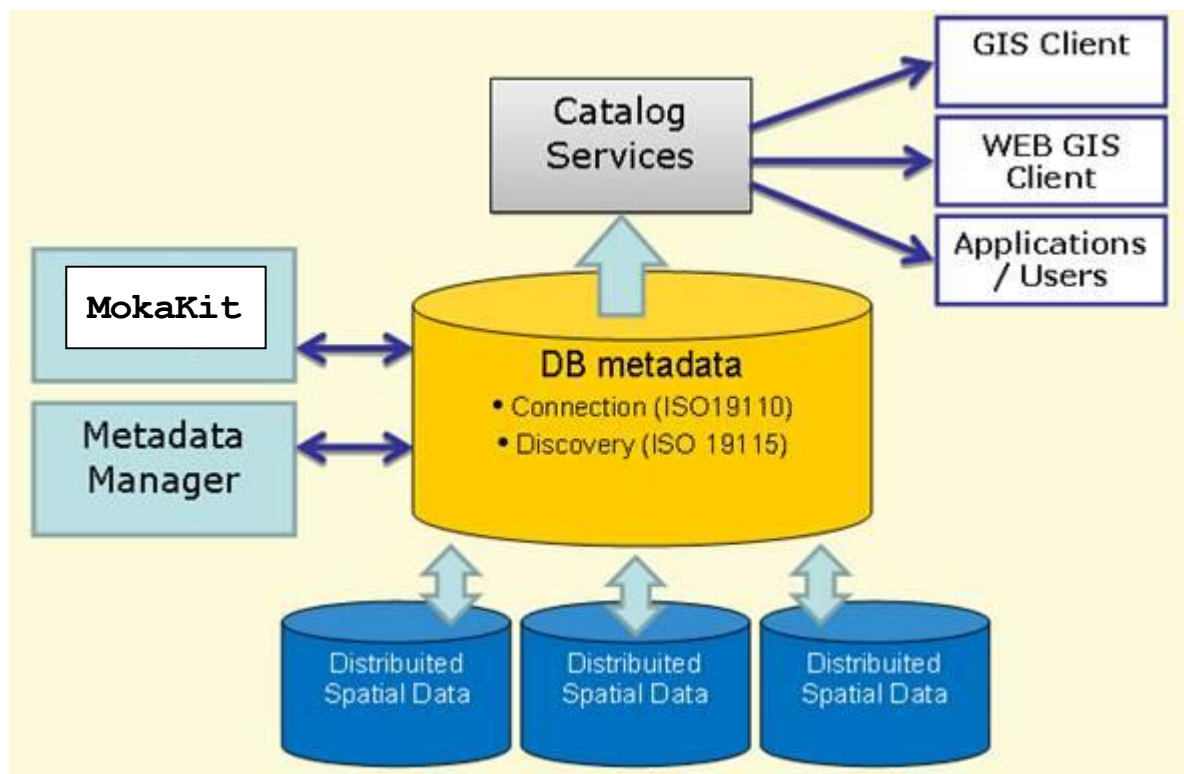 GIS Client
Catalog
Services
WEB GIS
Client
Applications
/ Users
MokaKit
DB metadata
• Connection (ISO19110)
• Discovery (ISO 19115)
Metadata
Manager
Distribuited
Spatial Data
Distribuited
Spatial Data
Distribuited
Spatial Data